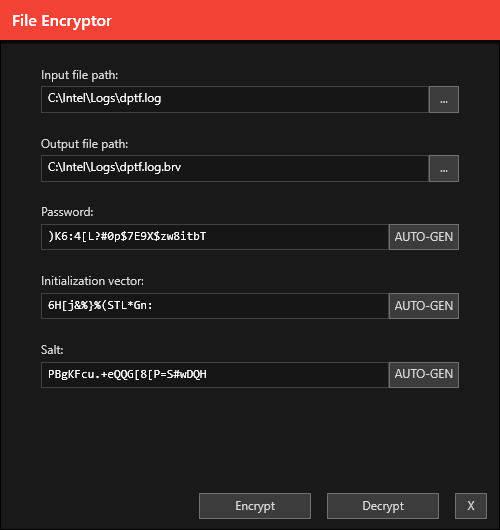 File Encryptor
Input file path:
C:\Intel\Logs\dptf.log
...
Output file path:
C:\Intel\Logs\dptf.log.brv
...
Password:
)K6:4[L?#0p$7E9X$zw8itbT
AUTO-GEN
Initialization vector:
6H[j&%}%(STL*Gn:
AUTO-GEN
Salt:
PBgKFcu.+eQQG[8[P=S#wDQH
AUTO-GEN
Encrypt
Decrypt
X